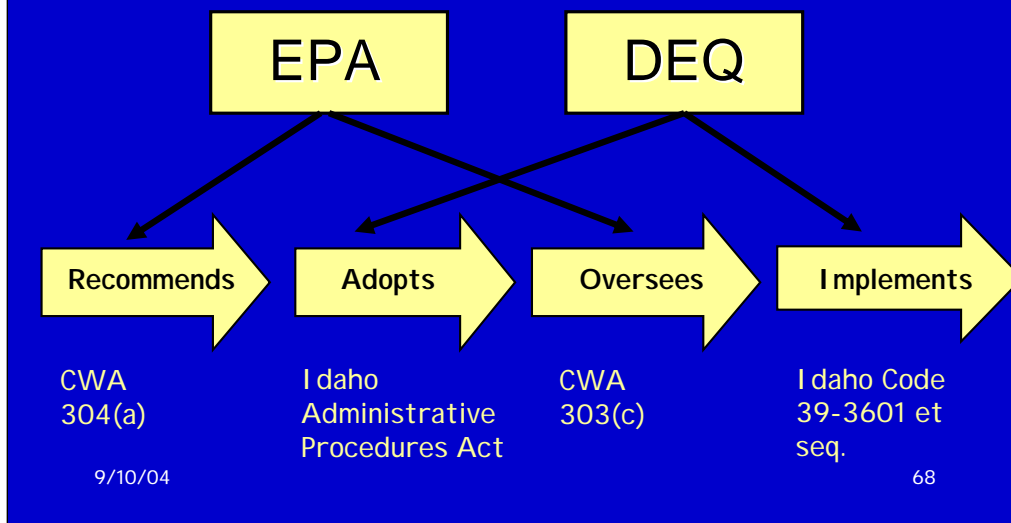 EPA
DEQ
Recommends
Adopts
Oversees
Implements
CWA
304(a)
Idaho
Administrative
Procedures Act
CWA
303(c)
Idaho Code
39-3601 et
seq.
9/10/04
68